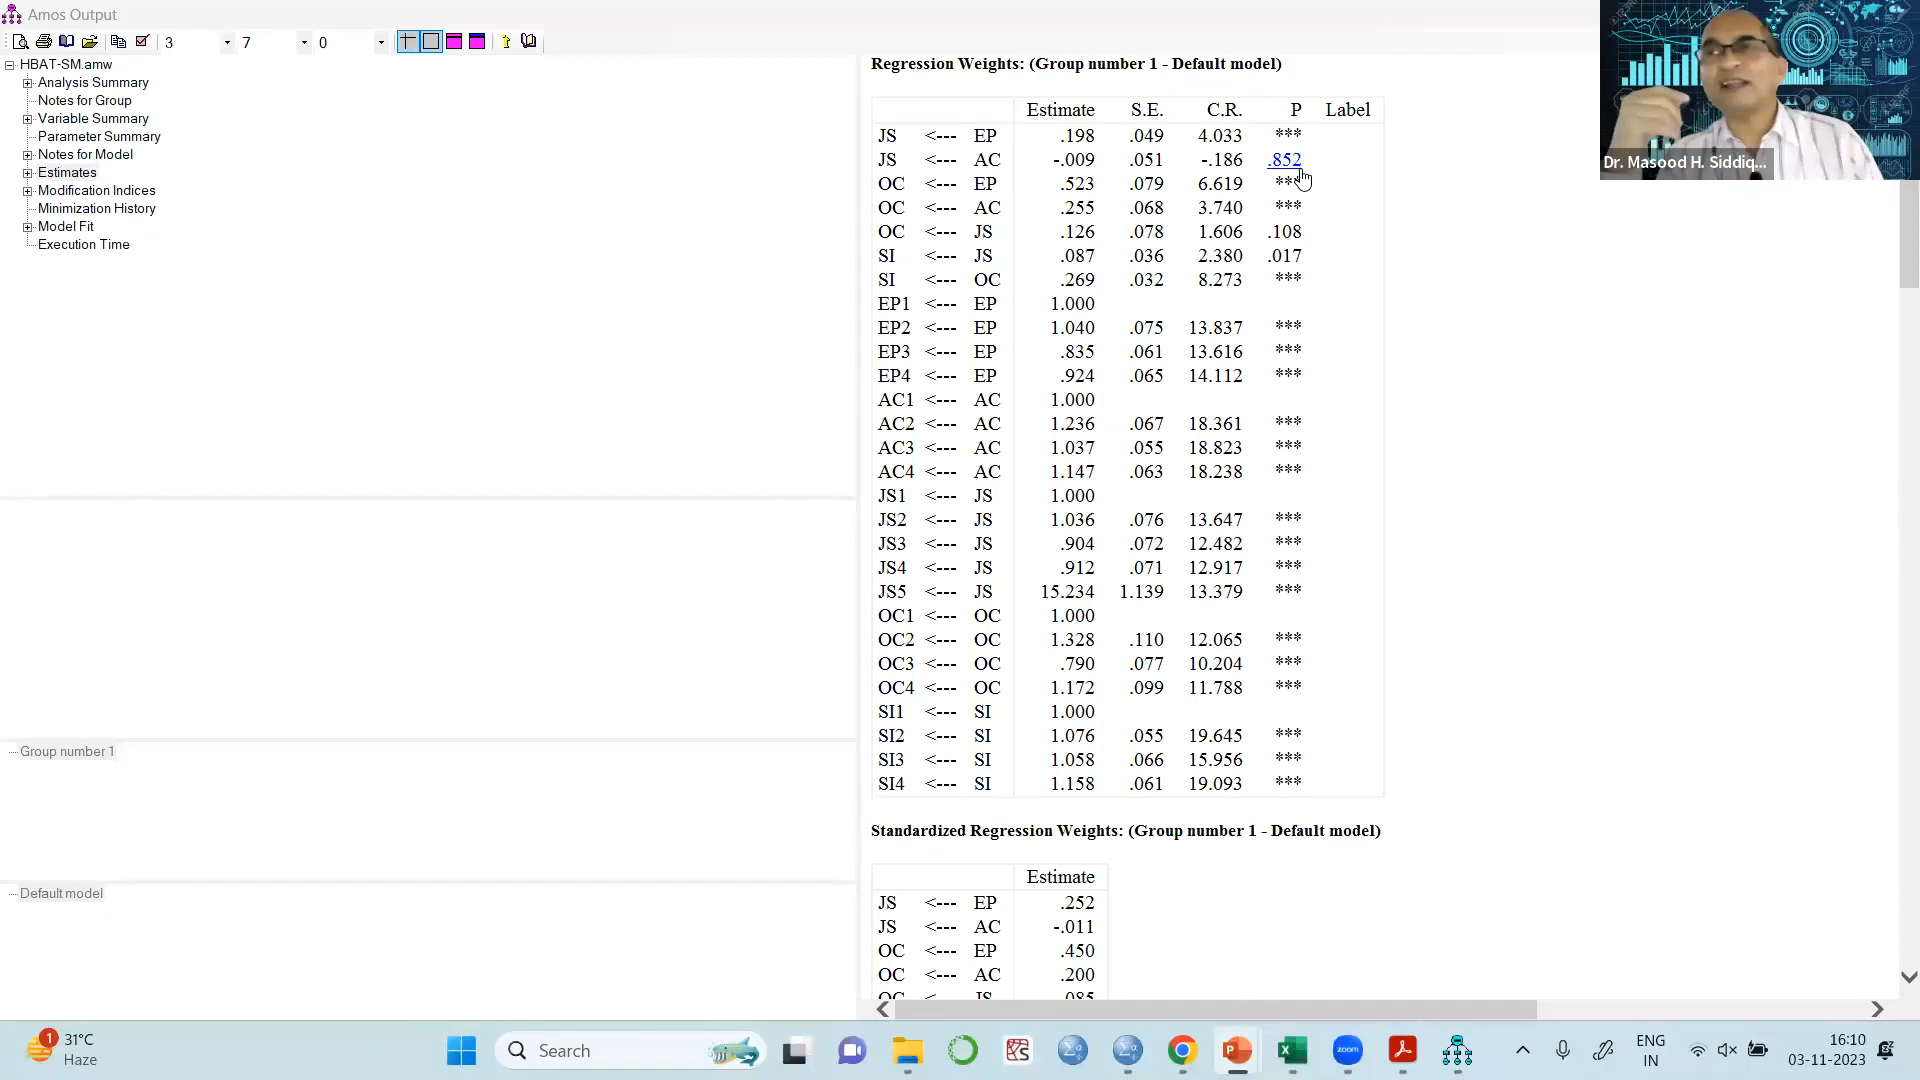 Amos Output
3 7 0
HBAT-SM.amw
Analysis Summary
Notes for Group
Variable Summary
Parameter Summary
Notes for Model
Estimates
Modification Indices
Minimization History
Model Fit
Execution Time
Group number 1
Default model
Regression Weights: (Group number 1 - Default model)
Estimate S.E. C.R. P Label
JS <--- EP .198 .049 4.033 ***
JS <--- AC -.009 .051 -.186 .852
OC <--- EP .523 .079 6.619 ***
OC <--- AC .255 .068 3.740 ***
OC <--- JS .126 .078 1.606 .108
SI <--- JS .087 .036 2.380 .017
SI <--- OC .269 .032 8.273 ***
EP1 <--- EP 1.000
EP2 <--- EP 1.040 .075 13.837 ***
EP3 <--- EP .835 .061 13.616 ***
EP4 <--- EP .924 .065 14.112 ***
AC1 <--- AC 1.000
AC2 <--- AC 1.236 .067 18.361 ***
AC3 <--- AC 1.037 .055 18.823 ***
AC4 <--- AC 1.147 .063 18.238 ***
JS1 <--- JS 1.000
JS2 <--- JS 1.036 .076 13.647 ***
JS3 <--- JS .904 .072 12.482 ***
JS4 <--- JS .912 .071 12.917 ***
JS5 <--- JS 15.234 1.139 13.379 ***
OC1 <--- OC 1.000
OC2 <--- OC 1.328 .110 12.065 ***
OC3 <--- OC .790 .077 10.204 ***
OC4 <--- OC 1.172 .099 11.788 ***
SI1 <--- SI 1.000
SI2 <--- SI 1.076 .055 19.645 ***
SI3 <--- SI 1.058 .066 15.956 ***
SI4 <--- SI 1.158 .061 19.093 ***
Standardized Regression Weights: (Group number 1 - Default model)
Estimate
JS <--- EP .252
JS <--- AC -.011
OC <--- EP .450
OC <--- AC .200
OC <--- JS .085
Dr. Masood H. Siddiq...
1
31°C
Haze
Search
zoom
ENG
IN
16:10
03-11-2023